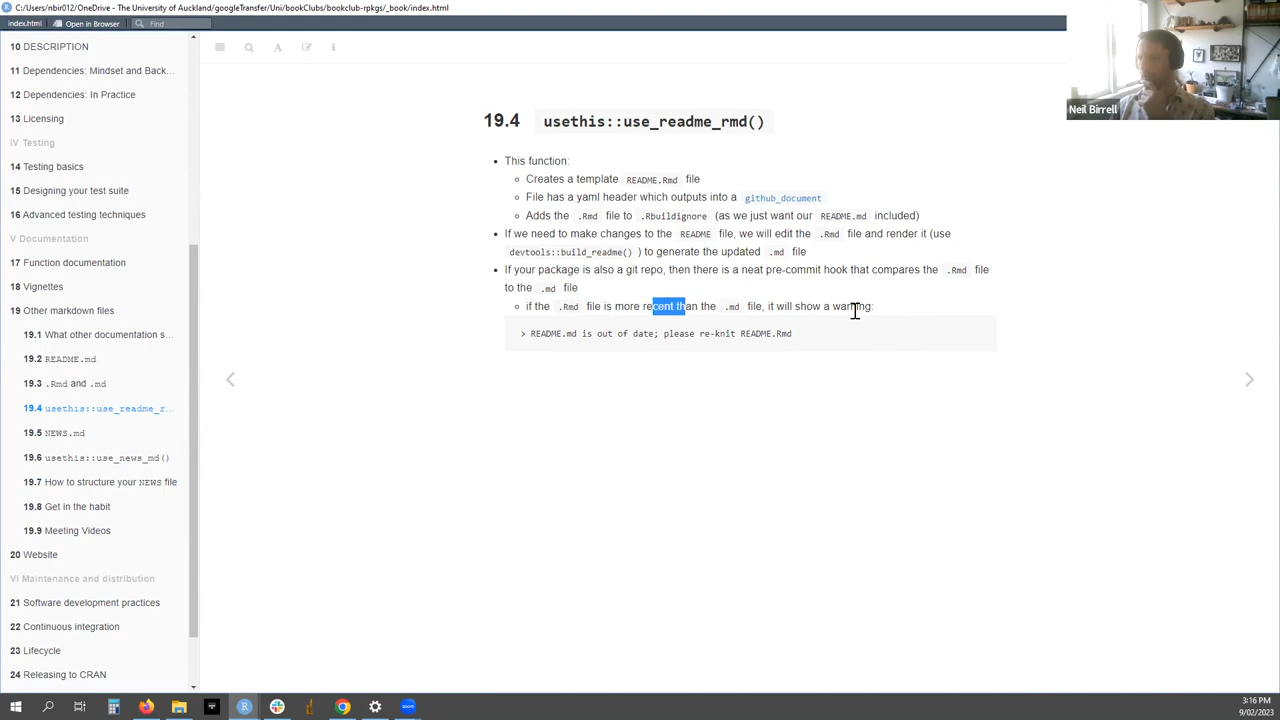 C:/Users/nbir012/OneDrive - The University of Auckland/googleTransfer/Uni/bookClubs/bookclub-rpkgs/_book/index.html
index.html
Open in Browser
Find
10 DESCRIPTION
11 Dependencies: Mindset and Back...
12 Dependencies: In Practice
13 Licensing
IV Testing
14 Testing basics
15 Designing your test suite
16 Advanced testing techniques
V Documentation
17 Function documentation
18 Vignettes
19 Other markdown files
19.1 What other documentation s...
19.2 README.md
19.3 .Rmd and .md
19.4 usethis::use_readme_r...
19.5 NEWS.md
19.6 usethis::use_news_md()
19.7 How to structure your NEWS file
19.8 Get in the habit
19.9 Meeting Videos
20 Website
VI Maintenance and distribution
21 Software development practices
22 Continuous integration
23 Lifecycle
24 Releasing to CRAN
19.4 usethis::use_readme_rmd()
• This function:
Creates a template README.Rmd file
File has a yaml header which outputs into a github_document
Adds the .Rmd file to .Rbuildignore (as we just want our README.md included)
• If we need to make changes to the README file, we will edit the .Rmd file and render it (use
devtools::build_readme() ) to generate the updated .md file
• If your package is also a git repo, then there is a neat pre-commit hook that compares the .Rmd file
to the .md file
if the .Rmd file is more recent than the .md file, it will show a warning:
> README.md is out of date; please re-knit README.Rmd
Neil Birrell
3:16 PM
9/02/2023